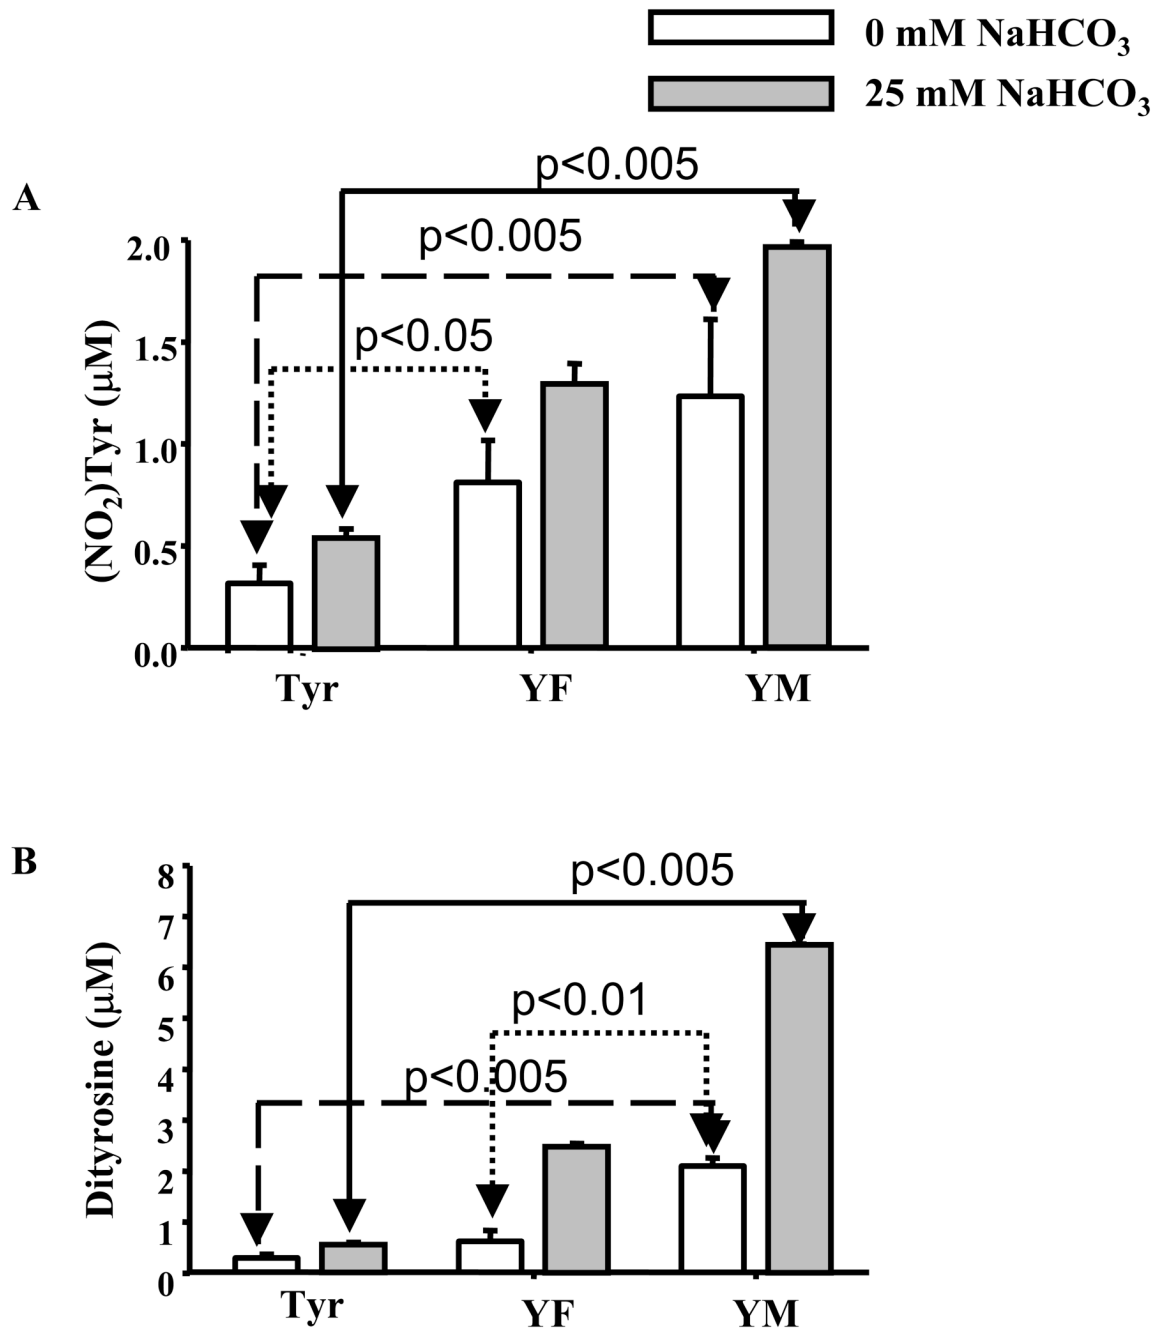 0 mM NaHCO₃
25 mM NaHCO₃
A
p<0.005
p<0.005
p<0.05
(NO₂)Tyr (μM)
2.0
1.5
1.0
0.5
0.0
Tyr YF YM
B
p<0.005
p<0.01
p<0.005
Dityrosine (μM)
8
7
6
5
4
3
2
1
0
Tyr YF YM